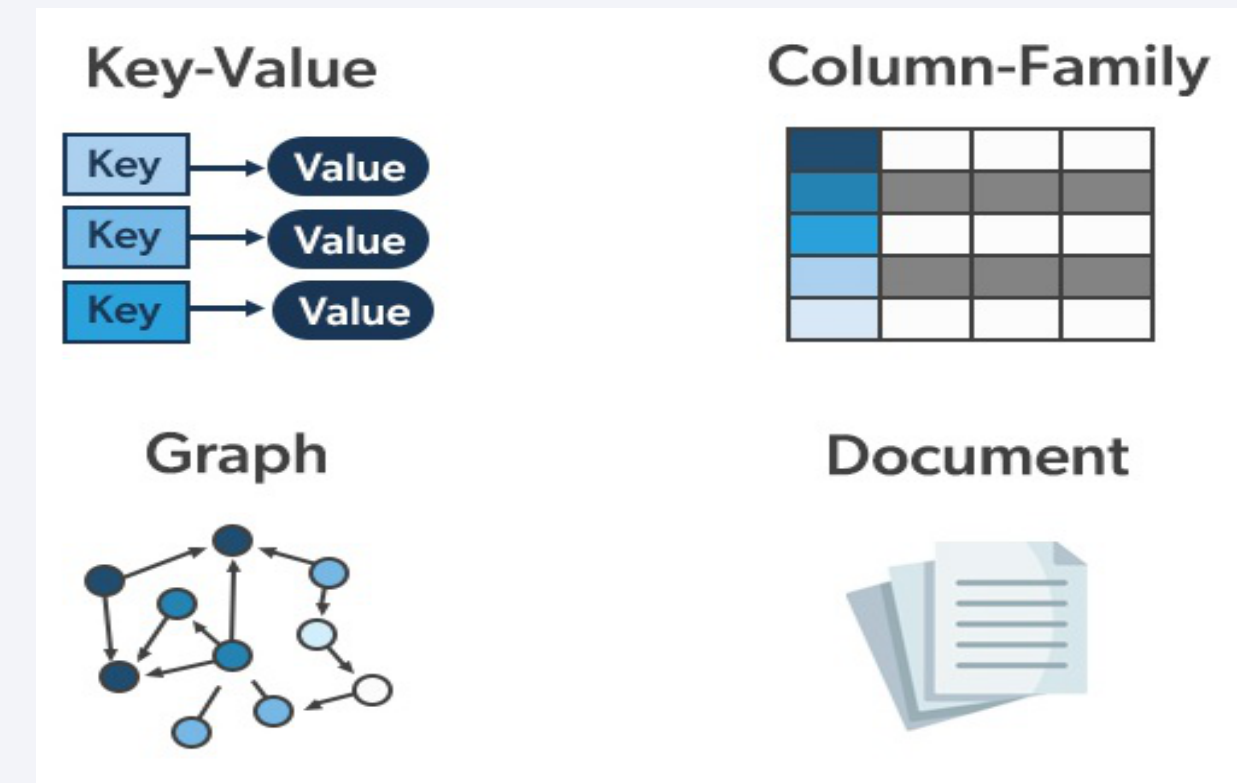 Key-Value
Column-Family
Key
Value
Key
Value
Key
Value
Graph
Document